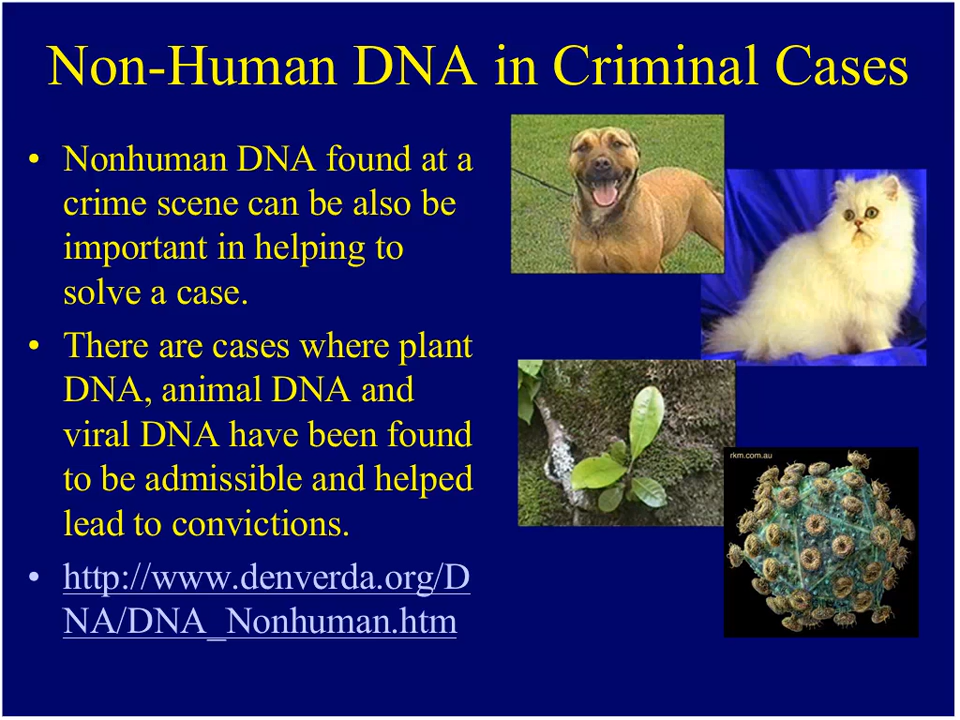 Non-Human DNA in Criminal Cases
• Nonhuman DNA found at a
crime scene can be also be
important in helping to
solve a case.
• There are cases where plant
DNA, animal DNA and
viral DNA have been found
to be admissible and helped
lead to convictions.
• http://www.denverda.org/D
NA/DNA_Nonhuman.htm
rkm.com.au